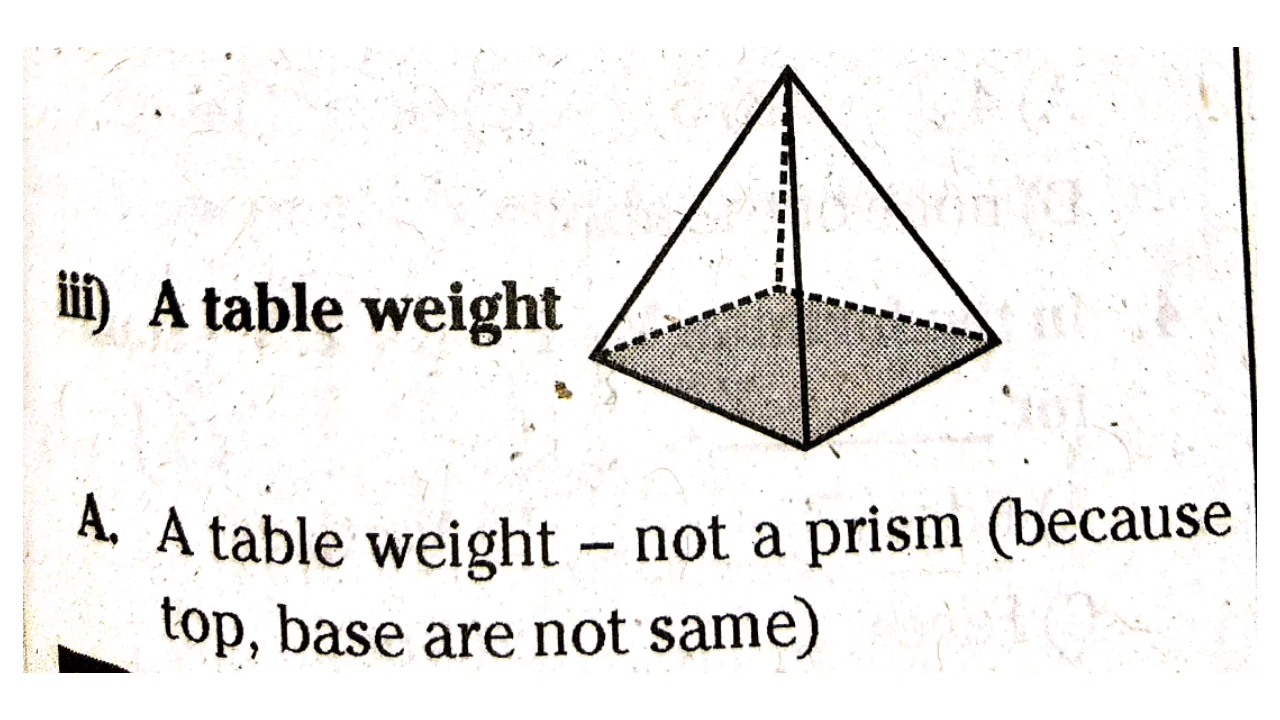 iii) A table weight
A. A table weight – not a prism (because
top, base are not same)